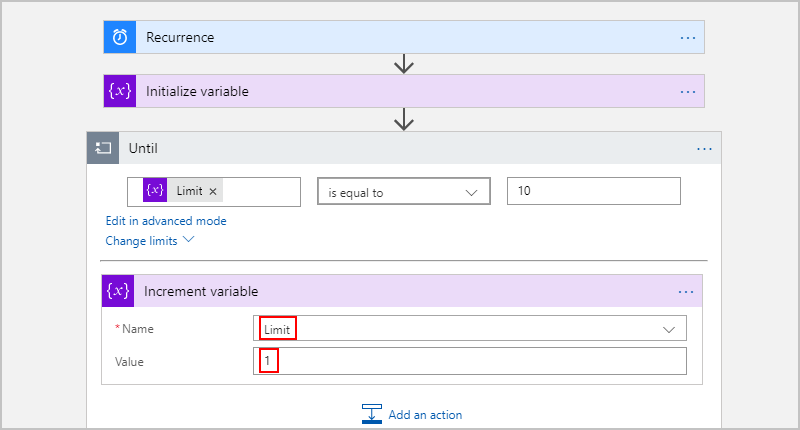 Recurrence ...
{x} Initialize variable ...
Until ...
{x} Limit × is equal to 10
Edit in advanced mode
Change limits
{x} Increment variable ...
* Name Limit
Value 1
Add an action